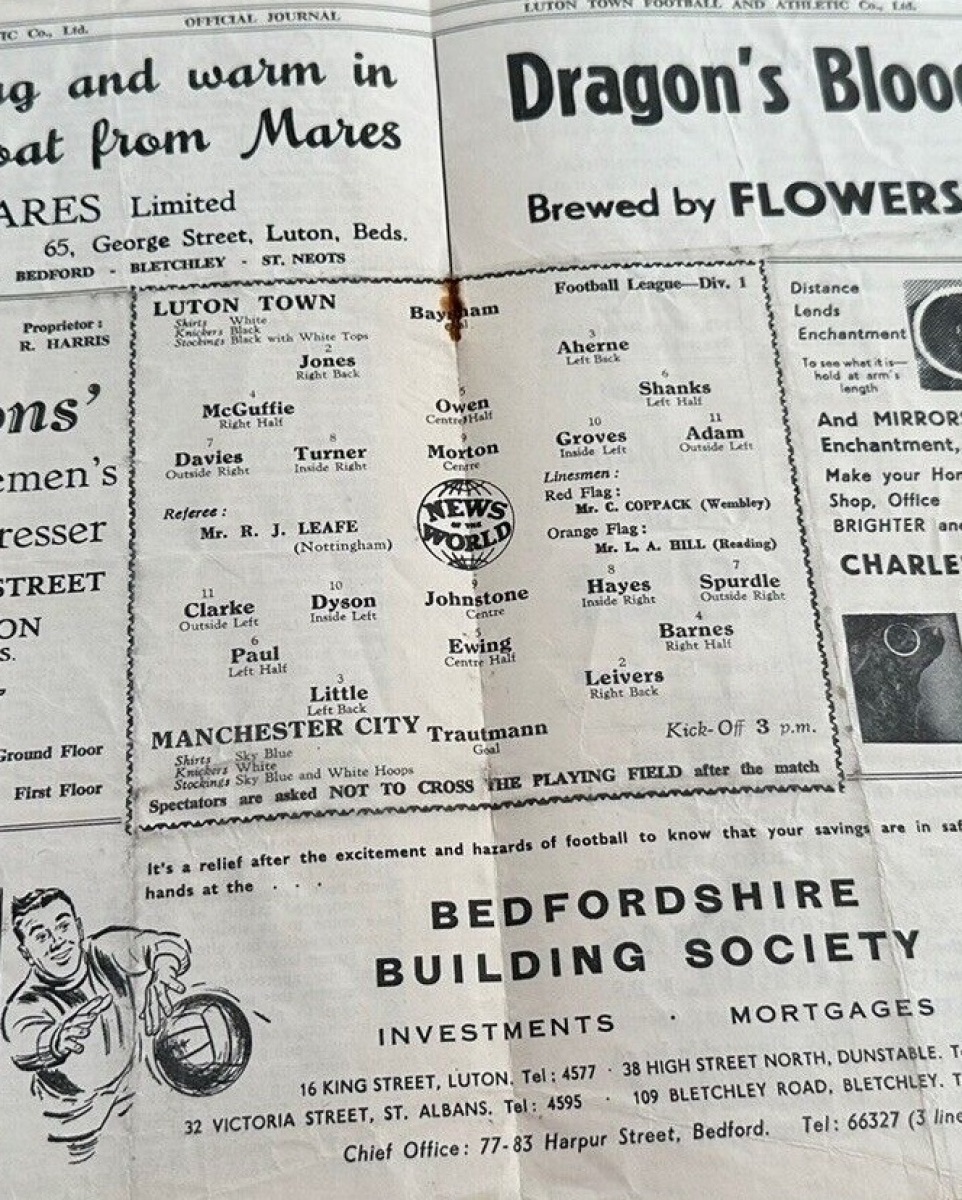 TIC Co., Ltd.
OFFICIAL JOURNAL
LUTON TOWN FOOTBALL AND ATHLETIC Co., Ltd.
and warm in
from Mares
Limited
65, George Street, Luton, Beds.
BEDFORD - BLETCHLEY - ST. NEOTS
Dragon's
Brewed by FLOWERS
Proprietor:
R. HARRIS
ons'
emen's
resser
STREET
ON
S.
Ground Floor
First Floor
LUTON TOWN
Shirts White
Knickers Black
Stockings Black with White Tops
Football League—Div. 1
2
Jones
Right Back
3
Aherne
Left Back
4
McGuffie
Right Half
5
Owen
Centre Half
6
Shanks
Left Half
7
Davies
Outside Right
8
Turner
Inside Right
9
Morton
Centre
10
Groves
Inside Left
11
Adam
Outside Left
Referee:
Mr. R. J. LEAFE
(Nottingham)
NEWS
OF THE
WORLD
Linesmen:
Red Flag:
Mr. C. COPPACK (Wembley)
Orange Flag:
Mr. L. A. HILL (Reading)
11
Clarke
Outside Left
10
Dyson
Inside Left
9
Johnstone
Centre
8
Hayes
Inside Right
7
Spurdle
Outside Right
6
Paul
Left Half
5
Ewing
Centre Half
4
Barnes
Right Half
3
Little
Left Back
2
Leivers
Right Back
MANCHESTER CITY
Shirts Sky Blue
Knickers White
Stockings Sky Blue and White Hoops
Trautmann
Goal
Kick-Off 3 p.m.
Spectators are asked NOT TO CROSS THE PLAYING FIELD after the match
Distance
Lends
Enchantment
To see what it is—
hold at arm's
length
And MIRRORS
Enchantment,
Make your Hom
Shop, Office
BRIGHTER and
CHARLE
It's a relief after the excitement and hazards of football to know that your savings are in saf
hands at the . . .
BEDFORDSHIRE
BUILDING SOCIETY
INVESTMENTS · MORTGAGES
16 KING STREET, LUTON. Tel: 4577 · 38 HIGH STREET NORTH, DUNSTABLE. T
32 VICTORIA STREET, ST. ALBANS. Tel: 4595 · 109 BLETCHLEY ROAD, BLETCHLEY. T
Chief Office: 77-83 Harpur Street, Bedford. Tel: 66327 (3 line